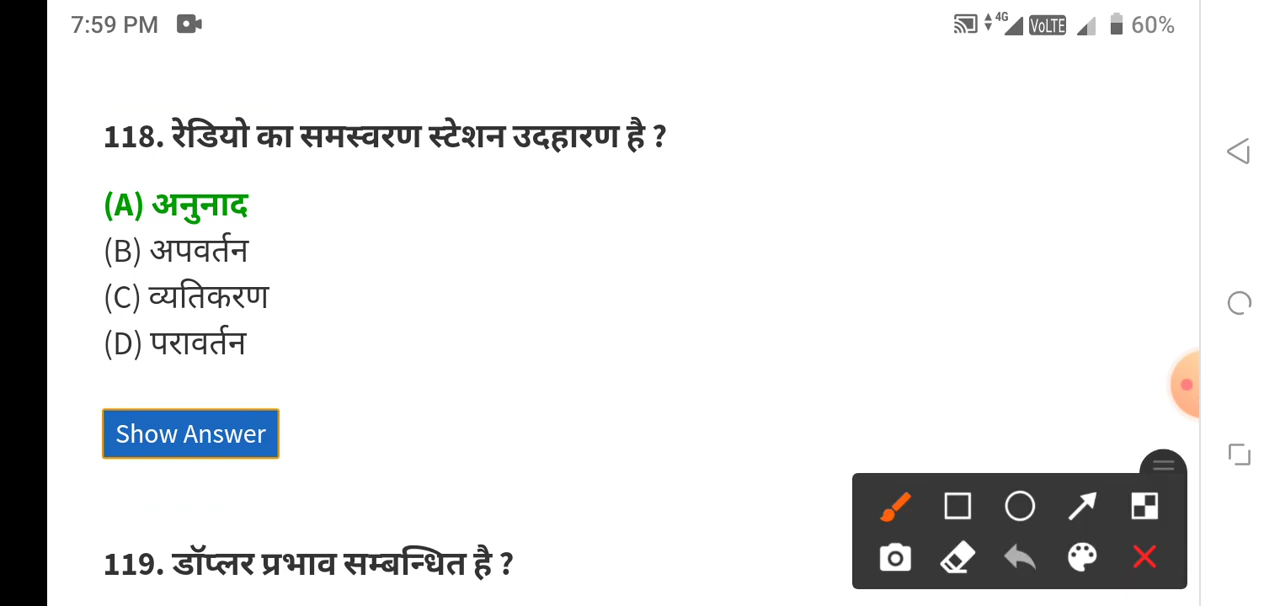 7:59 PM
4G VoLTE 60%
118. रेडियो का समस्वरण स्टेशन उदहारण है ?
(A) अनुनाद
(B) अपवर्तन
(C) व्यतिकरण
(D) परावर्तन
Show Answer
119. डॉप्लर प्रभाव सम्बन्धित है ?